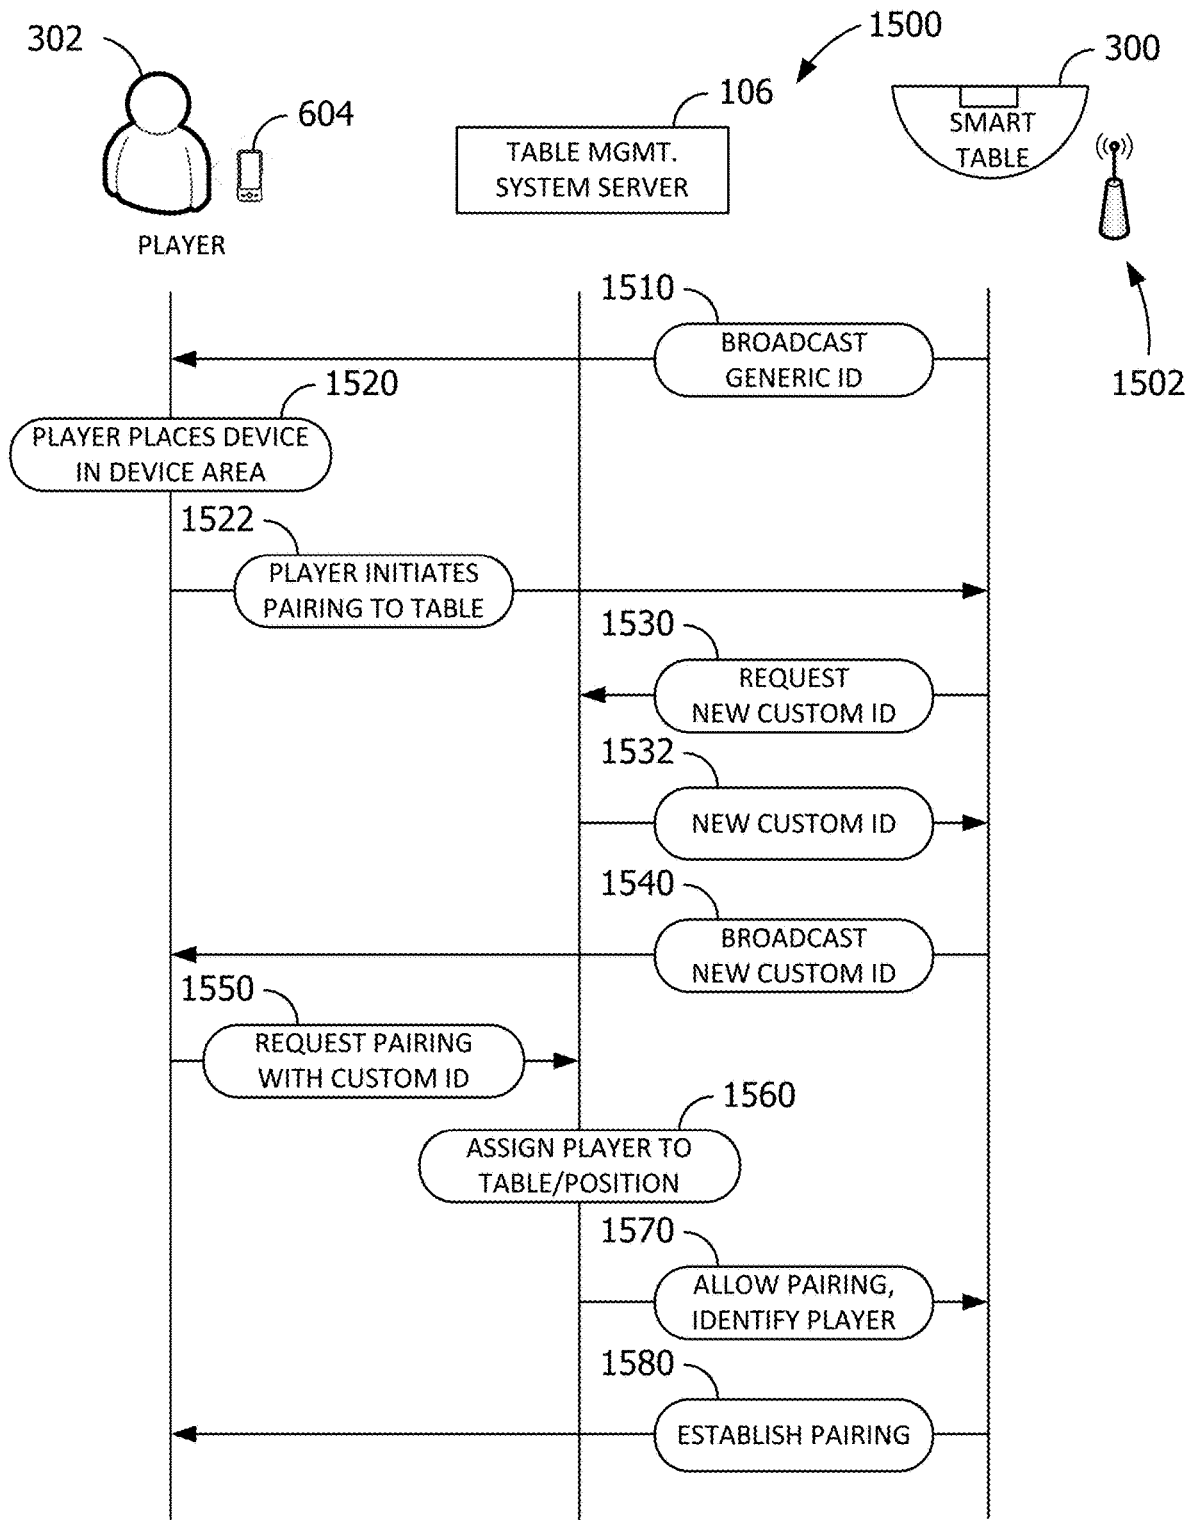 302
604
PLAYER
106
TABLE MGMT.
SYSTEM SERVER
1500
300
SMART
TABLE
1502
1510
BROADCAST
GENERIC ID
1520
PLAYER PLACES DEVICE
IN DEVICE AREA
1522
PLAYER INITIATES
PAIRING TO TABLE
1530
REQUEST
NEW CUSTOM ID
1532
NEW CUSTOM ID
1540
BROADCAST
NEW CUSTOM ID
1550
REQUEST PAIRING
WITH CUSTOM ID
1560
ASSIGN PLAYER TO
TABLE/POSITION
1570
ALLOW PAIRING,
IDENTIFY PLAYER
1580
ESTABLISH PAIRING